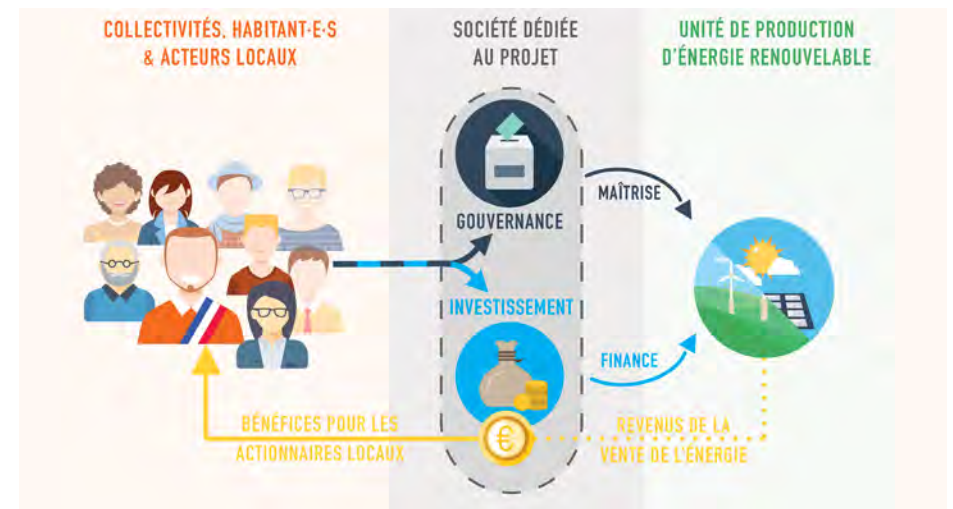 COLLECTIVITÉS, HABITANT·E·S
& ACTEURS LOCAUX
SOCIÉTÉ DÉDIÉE
AU PROJET
UNITÉ DE PRODUCTION
D'ÉNERGIE RENOUVELABLE
GOUVERNANCE
MAÎTRISE
INVESTISSEMENT
FINANCE
€
BÉNÉFICES POUR LES
ACTIONNAIRES LOCAUX
REVENUS DE LA
VENTE DE L'ÉNERGIE